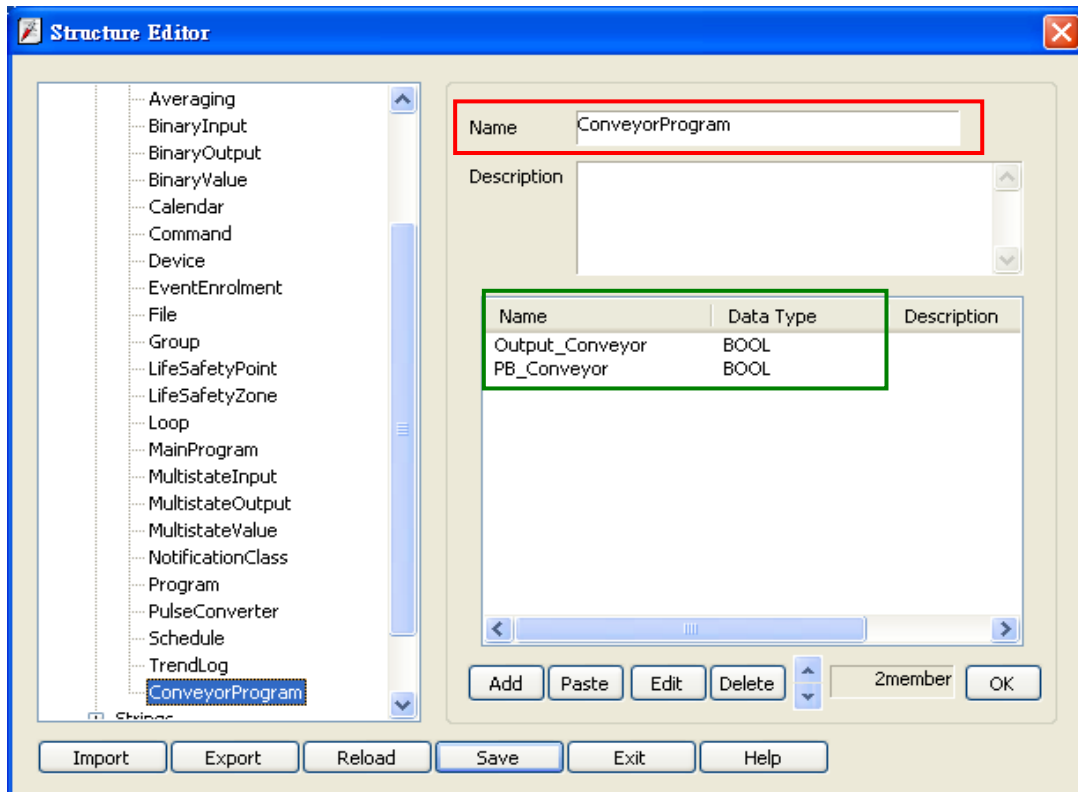 Structure Editor
Averaging
BinaryInput
BinaryOutput
BinaryValue
Calendar
Command
Device
EventEnrolment
File
Group
LifeSafetyPoint
LifeSafetyZone
Loop
MainProgram
MultistateInput
MultistateOutput
MultistateValue
NotificationClass
Program
PulseConverter
Schedule
TrendLog
ConveyorProgram
Strings
Name ConveyorProgram
Description
Name Data Type Description
Output_Conveyor BOOL
PB_Conveyor BOOL
Add Paste Edit Delete 2member OK
Import Export Reload Save Exit Help